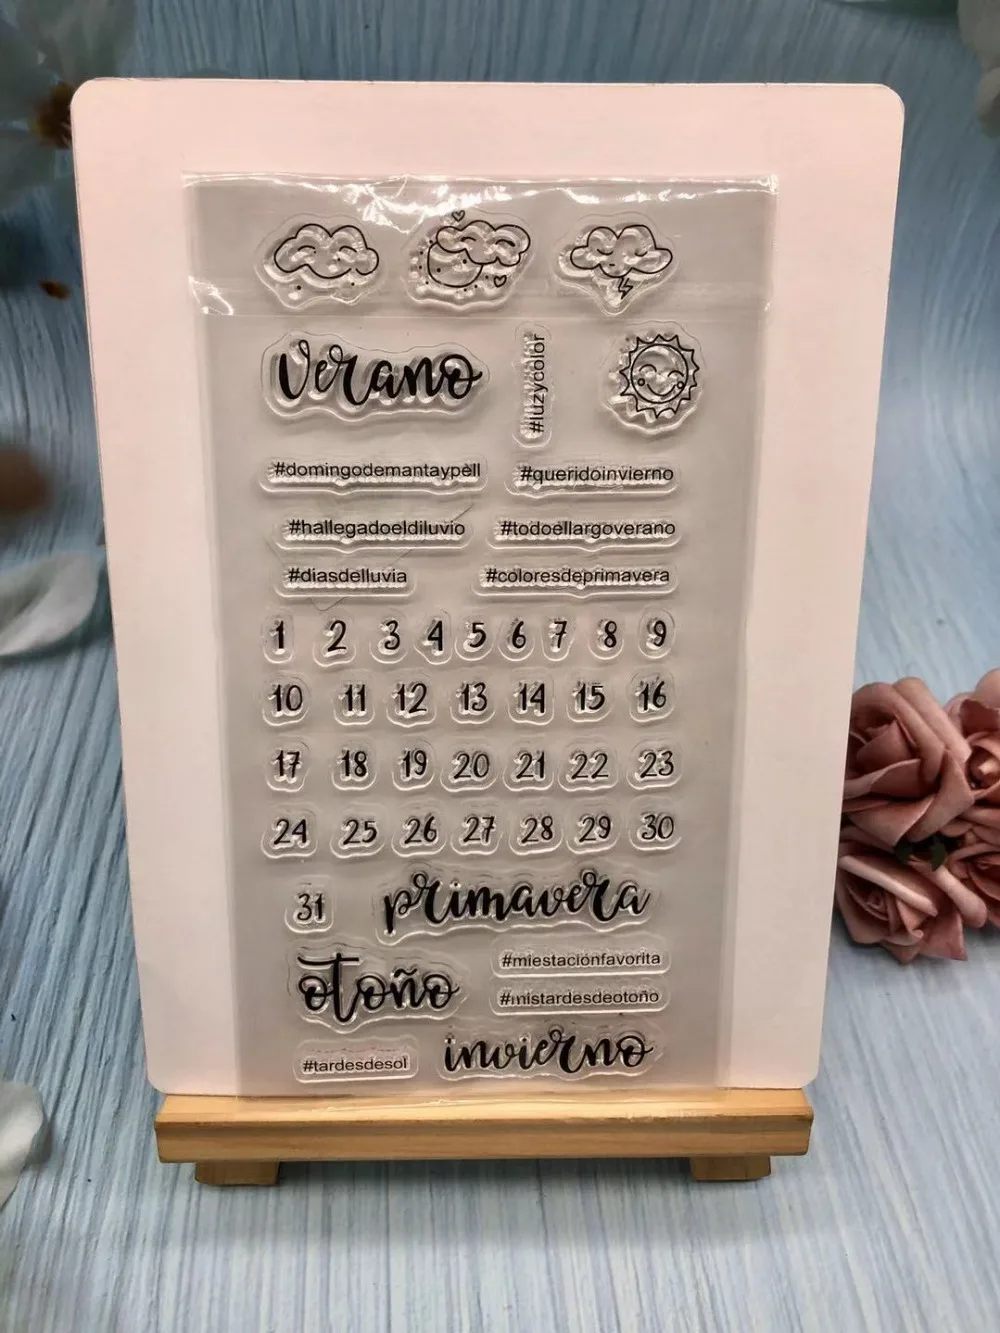 verano
#luzycolor
#domingodemantaypeli
#queridoinvierno
#hallegadoeldiluvio
#todoellargoverano
#diasdelluvia
#coloresdeprimavera
1 2 3 4 5 6 7 8 9
10 11 12 13 14 15 16
17 18 19 20 21 22 23
24 25 26 27 28 29 30
31
primavera
otoño
#miestaciónfavorita
#mistardesdeotoño
#tardesdesol
invierno